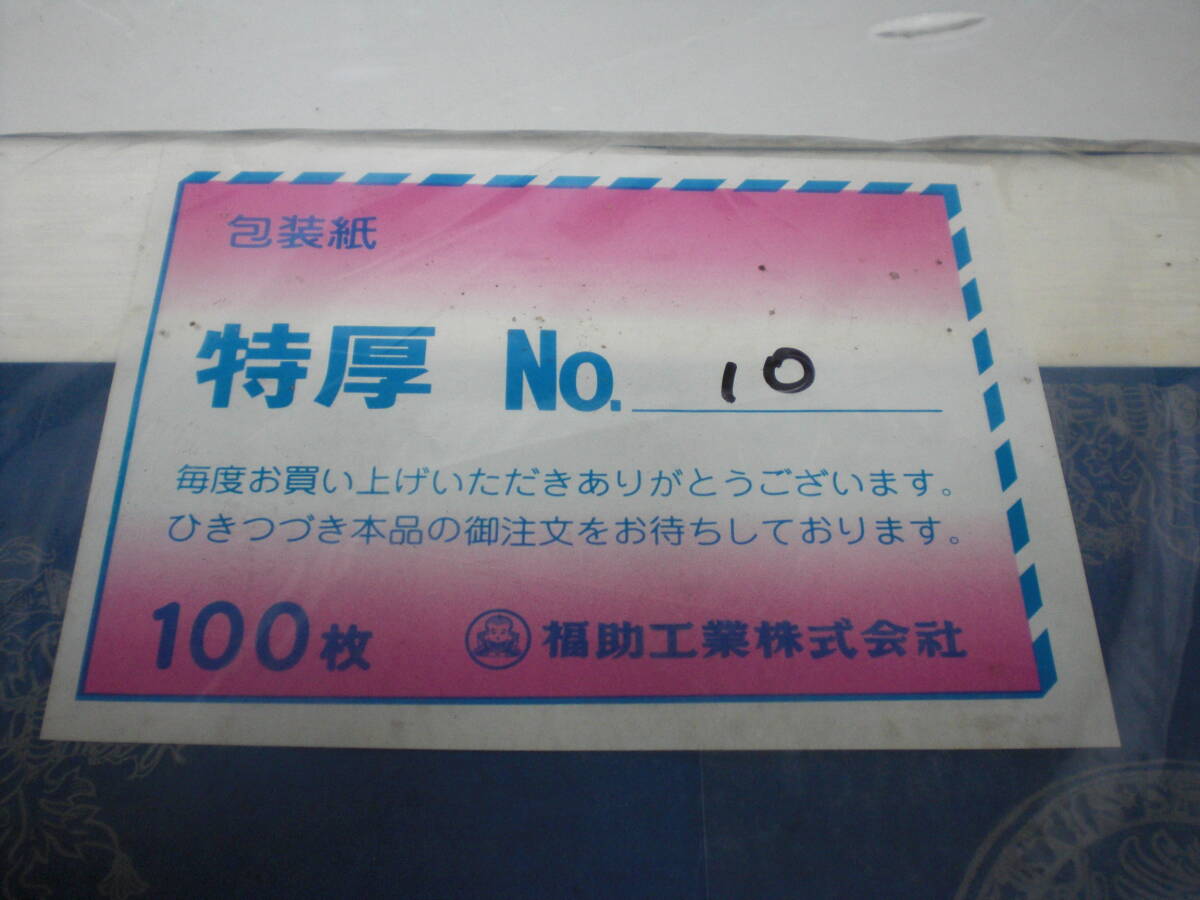 包装紙
特厚 No. 10
毎度お買い上げいただきありがとうございます。
ひきつづき本品の御注文をお待ちしております。
100枚 福助工業株式会社